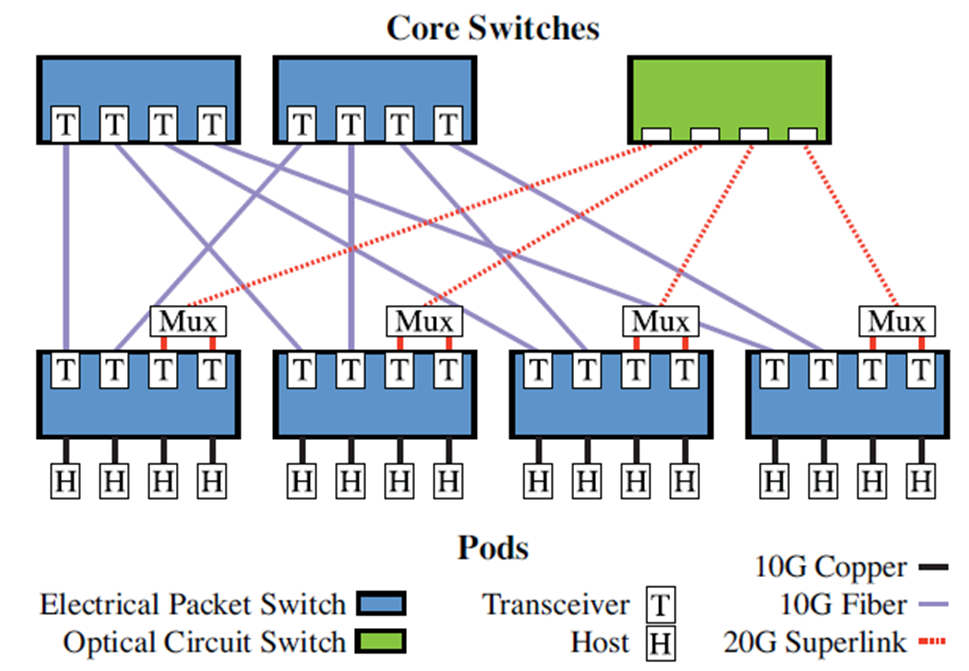 Core Switches
T T T T T T T T
Mux Mux Mux Mux
T T T T T T T T T T T T T T T T
H H H H H H H H H H H H H H H H
Pods
10G Copper
Electrical Packet Switch Transceiver T 10G Fiber
Optical Circuit Switch Host H 20G Superlink